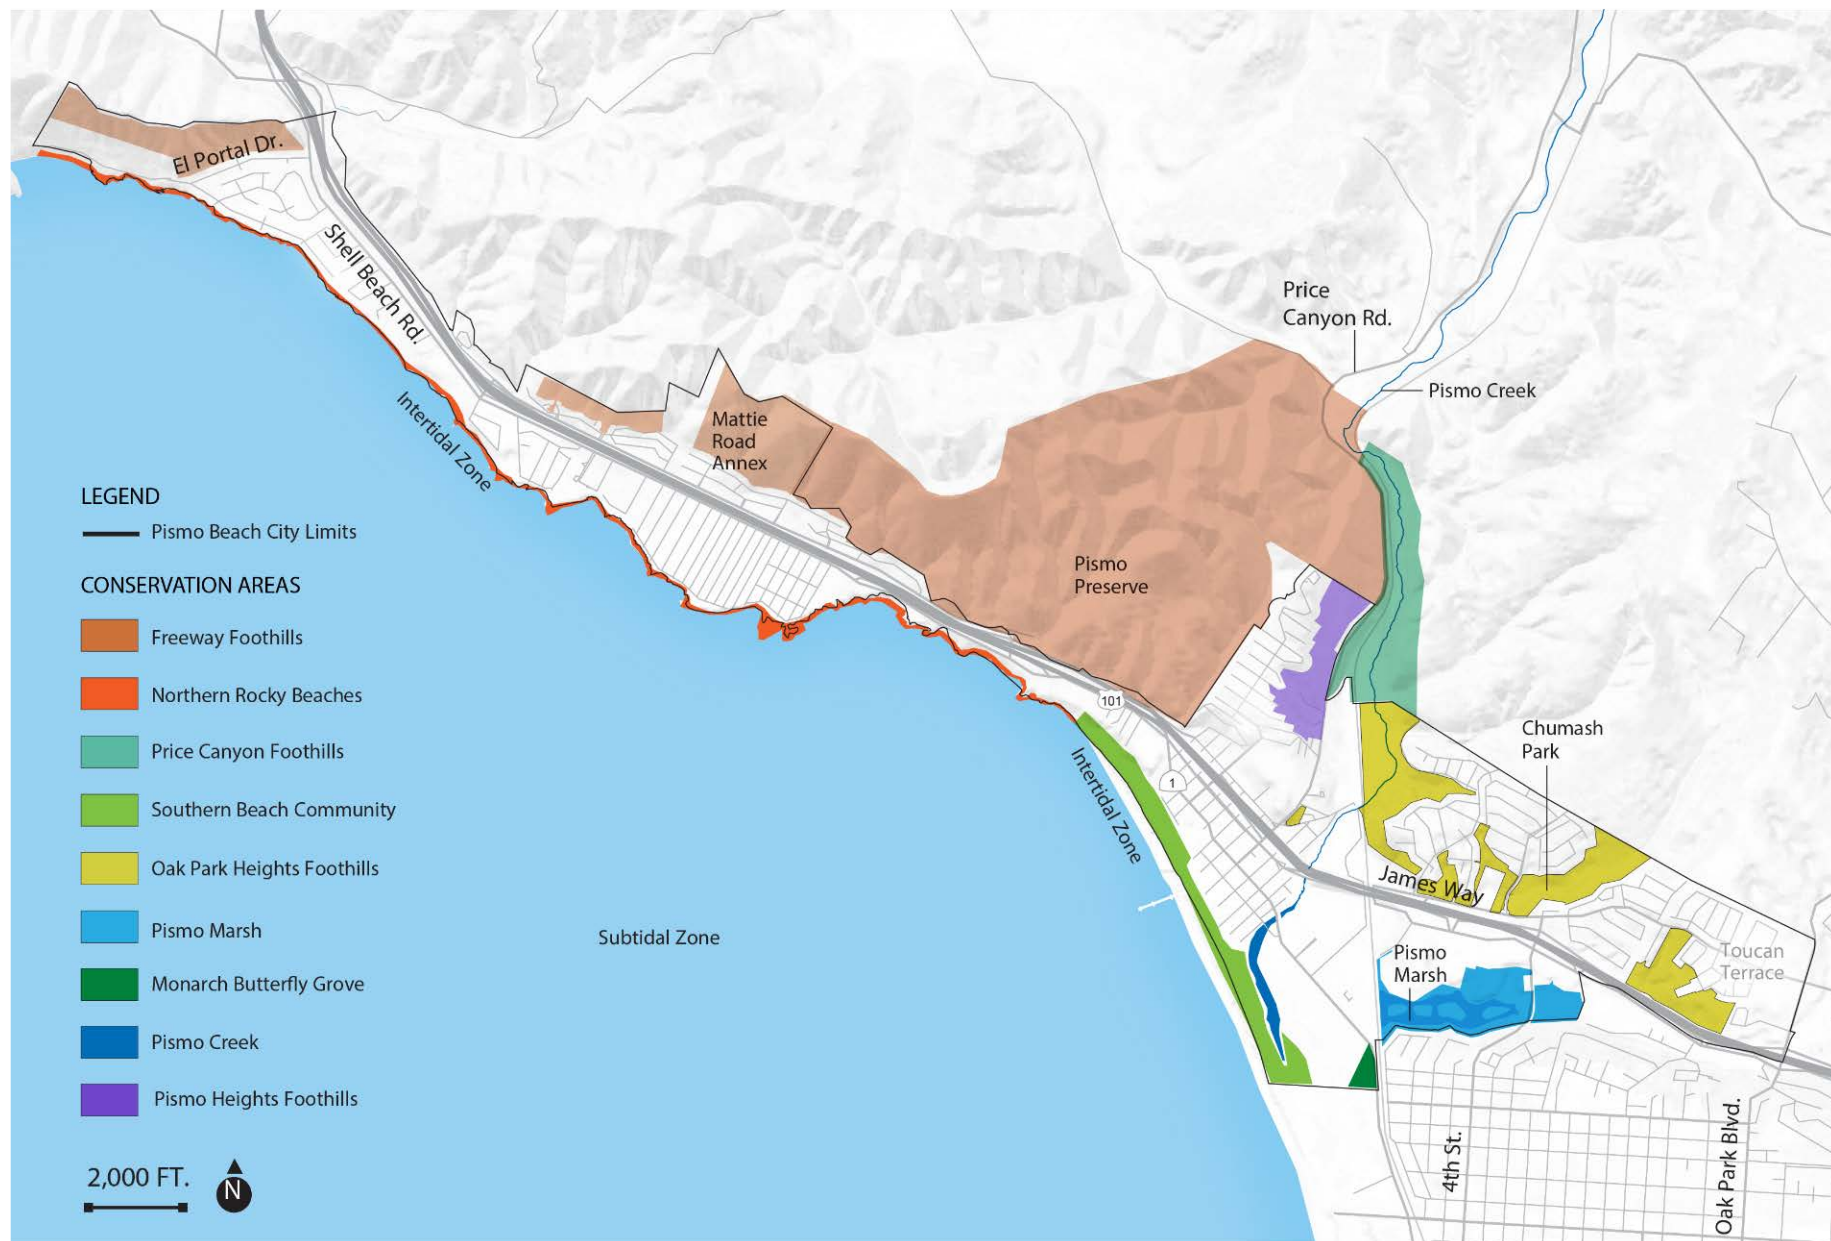 El Portal Dr.
Shell Beach Rd.
Price
Canyon Rd.
Pismo Creek
Intertidal Zone
Mattie
Road
Annex
Pismo
Preserve
101
1
Intertidal Zone
Chumash
Park
James Way
Pismo
Marsh
Toucan
Terrace
Subtidal Zone
4th St.
Oak Park Blvd.
LEGEND
Pismo Beach City Limits
CONSERVATION AREAS
Freeway Foothills
Northern Rocky Beaches
Price Canyon Foothills
Southern Beach Community
Oak Park Heights Foothills
Pismo Marsh
Monarch Butterfly Grove
Pismo Creek
Pismo Heights Foothills
2,000 FT.
N